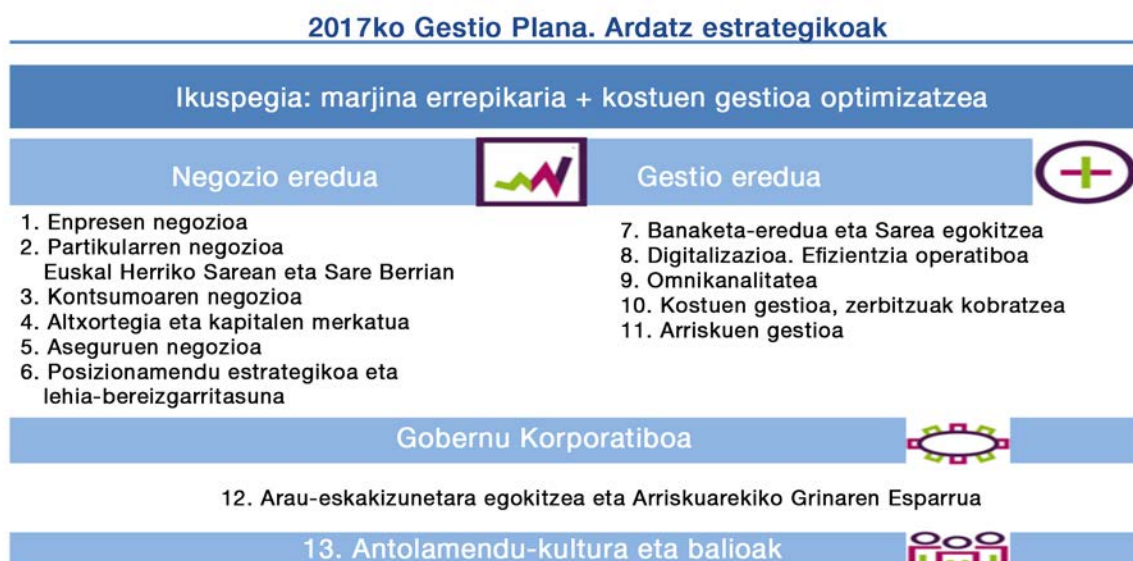 2017ko Gestio Plana. Ardatz estrategikoak
Ikuspegia: marjina errepikaria + kostuen gestioa optimizatzea
Negozio eredua
1. Enpresen negozioa
2. Partikularren negozioa
Euskal Herriko Sarean eta Sare Berrian
3. Kontsumoaren negozioa
4. Altxortegia eta kapitalen merkatua
5. Aseguruen negozioa
6. Posizionamendu estrategikoa eta
lehia-bereizgarritasuna
Gestio eredua
7. Banaketa-eredua eta Sarea egokitzea
8. Digitalizazioa. Efizientzia operatiboa
9. Omnikanalitatea
10. Kostuen gestioa, zerbitzuak kobratzea
11. Arriskuen gestioa
Gobernu Korporatiboa
12. Arau-eskakizunetara egokitzea eta Arriskuarekiko Grinaren Esparrua
13. Antolamendu-kultura eta balioak